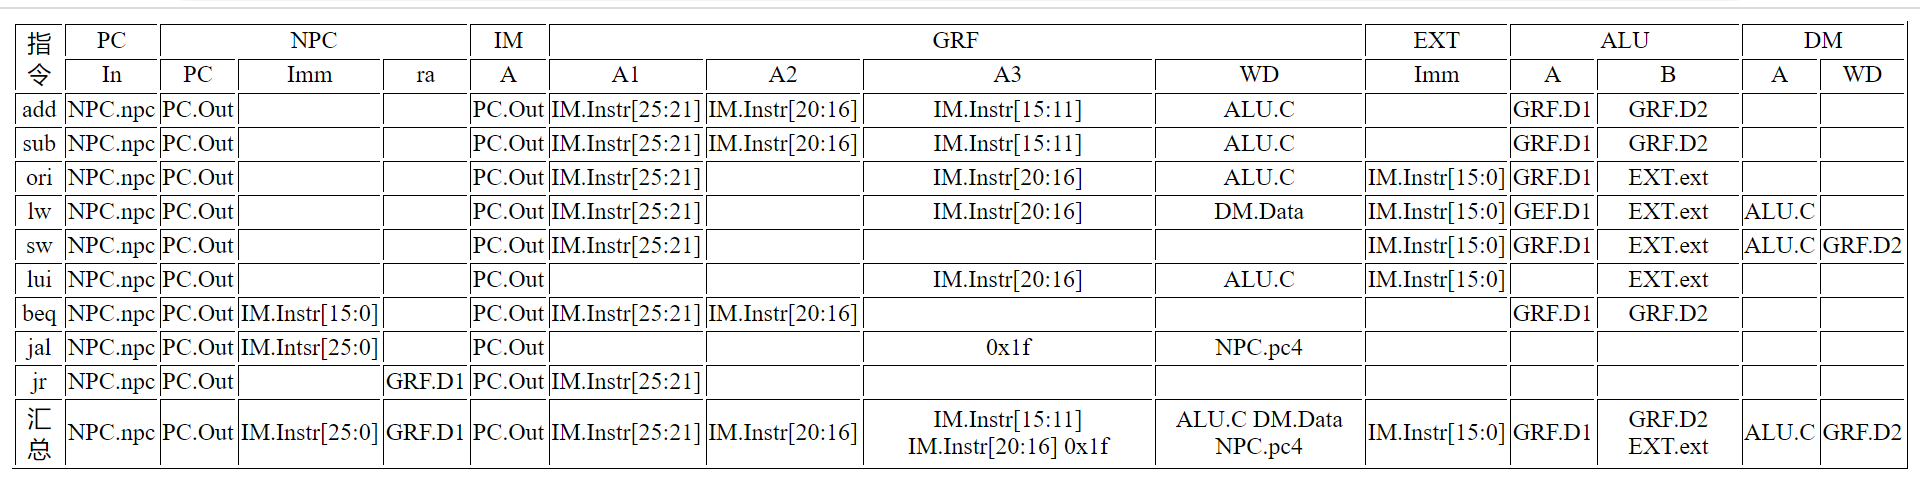 指令 PC NPC IM GRF EXT ALU DM
In PC Imm ra A A1 A2 A3 WD Imm A B A WD
add NPC.npc PC.Out PC.Out IM.Instr[25:21] IM.Instr[20:16] IM.Instr[15:11] ALU.C GRF.D1 GRF.D2
sub NPC.npc PC.Out PC.Out IM.Instr[25:21] IM.Instr[20:16] IM.Instr[15:11] ALU.C GRF.D1 GRF.D2
ori NPC.npc PC.Out PC.Out IM.Instr[25:21] IM.Instr[20:16] ALU.C IM.Instr[15:0] GRF.D1 EXT.ext
lw NPC.npc PC.Out PC.Out IM.Instr[25:21] IM.Instr[20:16] DM.Data IM.Instr[15:0] GEF.D1 EXT.ext ALU.C
sw NPC.npc PC.Out PC.Out IM.Instr[25:21] IM.Instr[15:0] GRF.D1 EXT.ext ALU.C GRF.D2
lui NPC.npc PC.Out PC.Out IM.Instr[20:16] ALU.C IM.Instr[15:0] EXT.ext
beq NPC.npc PC.Out IM.Instr[15:0] PC.Out IM.Instr[25:21] IM.Instr[20:16] GRF.D1 GRF.D2
jal NPC.npc PC.Out IM.Intsr[25:0] PC.Out 0x1f NPC.pc4
jr NPC.npc PC.Out GRF.D1 PC.Out IM.Instr[25:21]
汇总 NPC.npc PC.Out IM.Instr[25:0] GRF.D1 PC.Out IM.Instr[25:21] IM.Instr[20:16] IM.Instr[15:11] IM.Instr[20:16] 0x1f ALU.C DM.Data NPC.pc4 IM.Instr[15:0] GRF.D1 GRF.D2 EXT.ext ALU.C GRF.D2